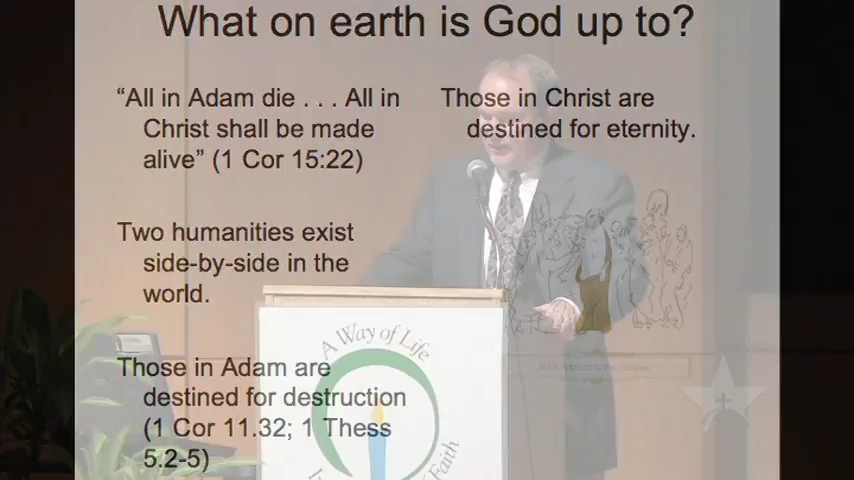 What on earth is God up to?
“All in Adam die . . . All in
Christ shall be made
alive” (1 Cor 15:22)
Two humanities exist
side-by-side in the
world.
Those in Adam are
destined for destruction
(1 Cor 11.32; 1 Thess
5.2-5)
Those in Christ are
destined for eternity.
A Way of Life
Faith